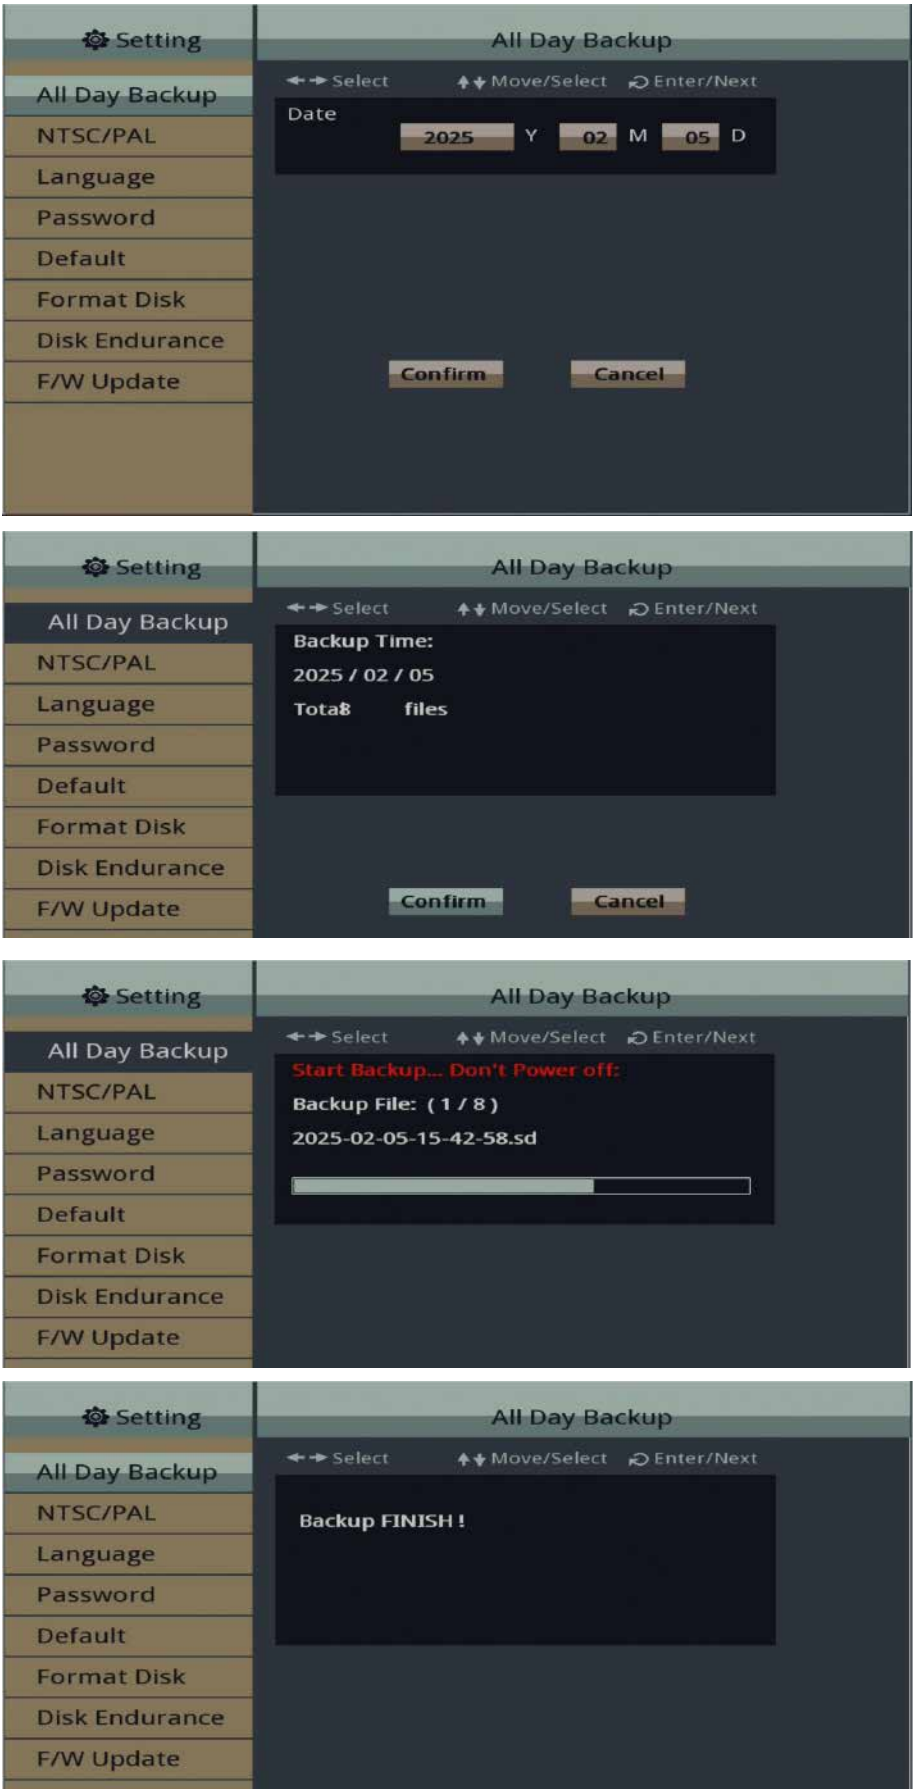 Setting
All Day Backup
Select Move/Select Enter/Next
All Day Backup
NTSC/PAL
Language
Password
Default
Format Disk
Disk Endurance
F/W Update
Date
2025 Y 02 M 05 D
Confirm Cancel
Setting
All Day Backup
Select Move/Select Enter/Next
All Day Backup
NTSC/PAL
Language
Password
Default
Format Disk
Disk Endurance
F/W Update
Backup Time:
2025 / 02 / 05
Total8 files
Confirm Cancel
Setting
All Day Backup
Select Move/Select Enter/Next
All Day Backup
NTSC/PAL
Language
Password
Default
Format Disk
Disk Endurance
F/W Update
Start Backup... Don't Power off:
Backup File: ( 1 / 8 )
2025-02-05-15-42-58.sd
Setting
All Day Backup
Select Move/Select Enter/Next
All Day Backup
NTSC/PAL
Language
Password
Default
Format Disk
Disk Endurance
F/W Update
Backup FINISH !